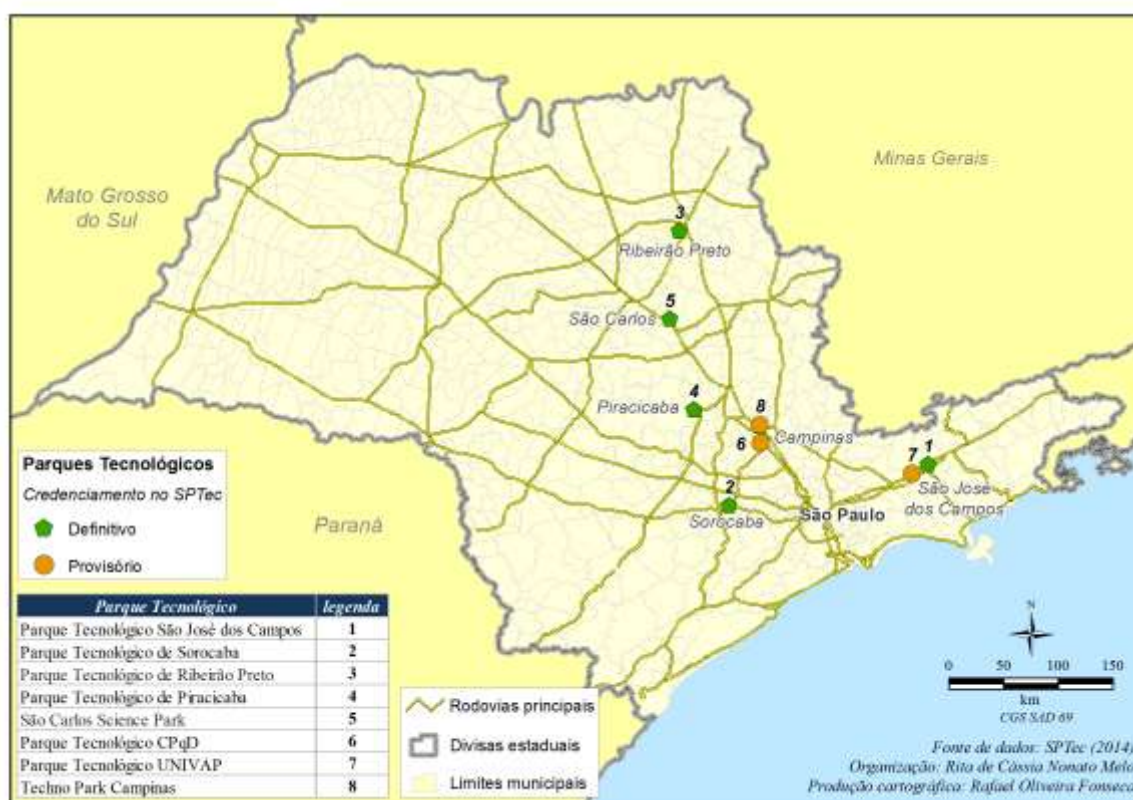 Minas Gerais
Mato Grosso
do Sul
3
Ribeirão Preto
5
São Carlos
4
Piracicaba
8
Campinas
6
7
1
São José
dos Campos
2
Sorocaba
São Paulo
Paraná
Parques Tecnológicos
Credenciamento no SPTec
Definitivo
Provisório
Parque Tecnológico legenda
Parque Tecnológico São José dos Campos 1
Parque Tecnológico de Sorocaba 2
Parque Tecnológico de Ribeirão Preto 3
Parque Tecnológico de Piracicaba 4
São Carlos Science Park 5
Parque Tecnológico CPqD 6
Parque Tecnológico UNIVAP 7
Techno Park Campinas 8
Rodovias principais
Divisas estaduais
Limites municipais
N
0 50 100 150
km
CGS SAD 69
Fonte de dados: SPTec (2014)
Organização: Rita de Cássia Nonato Melo
Produção cartográfica: Rafael Oliveira Fonseca